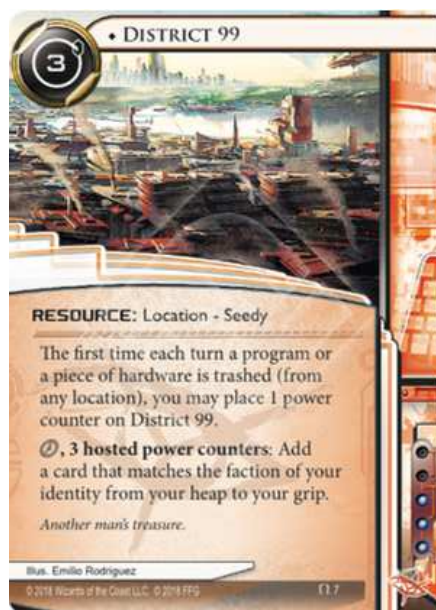 3
♦ DISTRICT 99
RESOURCE: Location - Seedy
The first time each turn a program or
a piece of hardware is trashed (from
any location), you may place 1 power
counter on District 99.
, 3 hosted power counters: Add
a card that matches the faction of your
identity from your heap to your grip.
Another man's treasure.
Illus. Emilio Rodriguez
© 2018 Wizards of the Coast LLC. © 2018 FFG
7